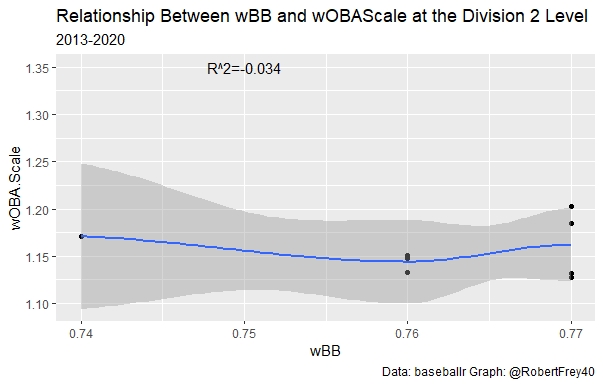 Relationship Between wBB and wOBAScale at the Division 2 Level
2013-2020
R^2=-0.034
1.35
1.30
1.25
1.20
1.15
1.10
wOBA.Scale
0.74 0.75 0.76 0.77
wBB
Data: baseballr Graph: @RobertFrey40